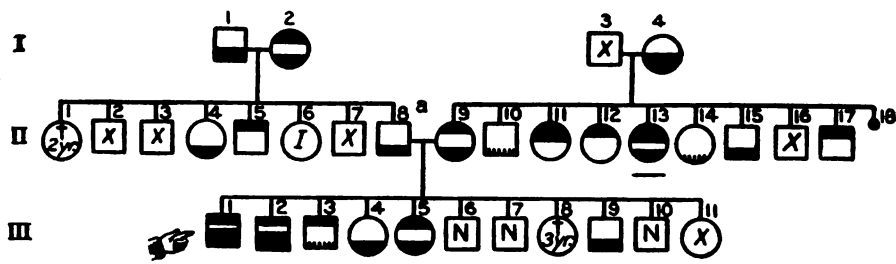 1 2 3 4
I X
1 2 3 4 5 6 7 8 a 9 10 11 12 13 14 15 16 17 18
II 2yr. X X I X X
1 2 3 4 5 6 7 8 9 10 11
III N N 3yr. N X